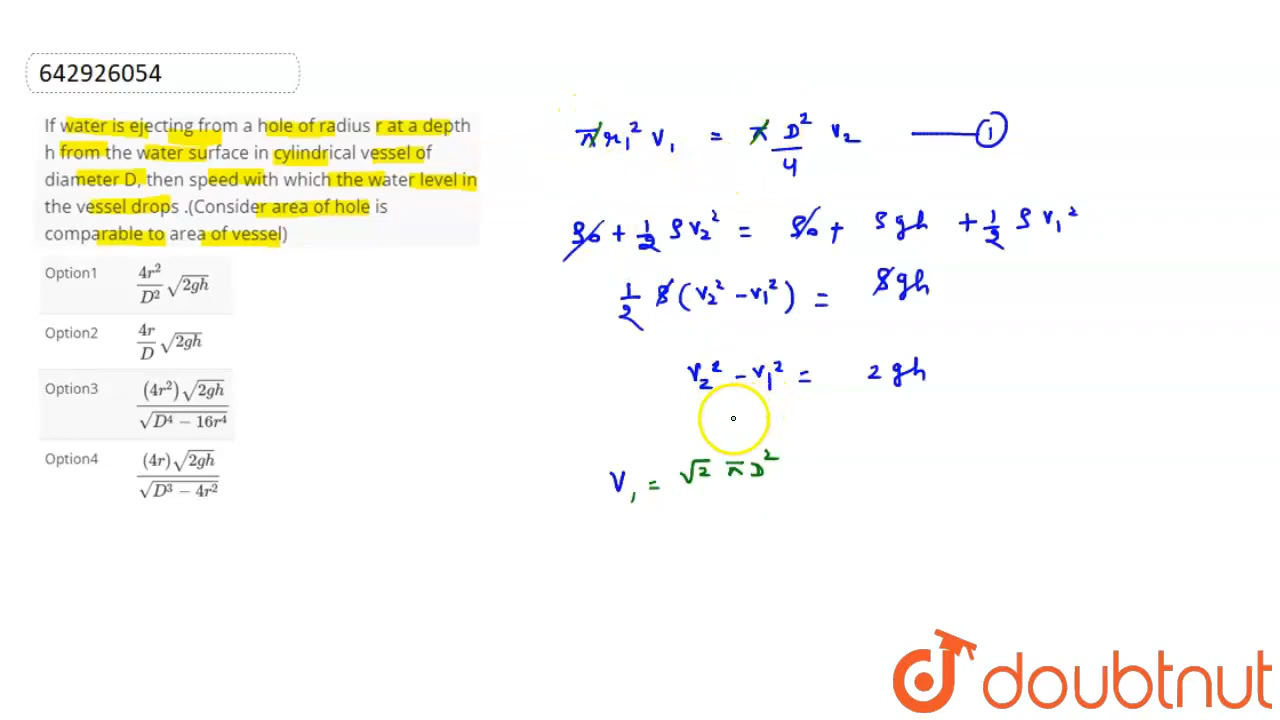 642926054
If water is ejecting from a hole of radius r at a depth
h from the water surface in cylindrical vessel of
diameter D, then speed with which the water level in
the vessel drops .(Consider area of hole is
comparable to area of vessel)
Option1 4r²/D² √2gh
Option2 4r/D √2gh
Option3 (4r²)√2gh / √D⁴ − 16r⁴
Option4 (4r)√2gh / √D³ − 4r²
π r₁² v₁ = π D²/4 v₂ —— ①
P₀ + 1/2 ρ v₂² = P₀ + ρgh + 1/2 ρ v₁²
1/2 ρ (v₂² − v₁²) = ρgh
v₂² − v₁² = 2gh
V₁ = √2 π D²
doubtnut